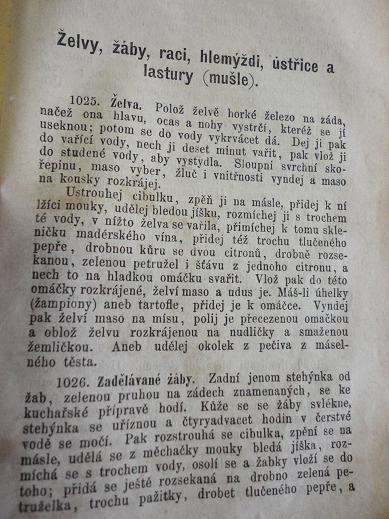 Želvy, žáby, raci, hlemýždi, ústřice a
lastury (mušle).
1025. Želva. Polož želvě horké železo na záda,
načež ona hlavu, ocas a nohy vystrčí, kteréž se jí
useknou; potom se do vody vykrvácet dá. Dej ji pak
do vařící vody, nech ji deset minut vařit, pak vlož ji
do studené vody, aby vystydla. Sloupni svrchní sko-
řepinu, maso vyber, žluč i vnitřnosti vyndej a maso
na kousky rozkrájej.
Ustrouhej cibulku, zpěň ji na másle, přidej k ní
lžíci mouky, udělej bledou jíšku, rozmíchej ji s trochem
té vody, v nížto želva se vařila, přimíchej k tomu skle-
ničku madérského vína, přidej též trochu tlučeného
pepře, drobnou kůru se dvou citronů, drobně rozse-
kanou, zelenou petružel i šťávu z jednoho citronu, a
nech to na hladkou omáčku svařit. Vlož pak do této
omáčky rozkrájené, želví maso a udus je. Máš-li úhelky
(žampiony) aneb tartofle, přidej je k omáčce. Vyndej
pak želví maso na mísu, polij je přecezenou omáčkou
a oblož želvu rozkrájenou na nudličky a smaženou
žemličkou. Aneb udělej okolek z pečiva z másel-
ného těsta.
1026. Zadělávané žáby. Zadní jenom stehýnka od
žab, zelenou pruhou na zádech znamenaných, se ke
kuchařské přípravě hodí. Kůže se se žáby svlékne,
stehýnka se uříznou a čtyryadvacet hodin v čerstvé
vodě se močí. Pak rozstrouhá se cibulka, zpění se na
másle, udělá se z měchačky mouky bledá jíška, roz-
míchá se s trochem vody, osolí se a žabky vloží se do
toho; přidá se ještě rozsekaná na drobno zelená pe-
truželka, trochu pažitky, drobet tlučeného pepře, a